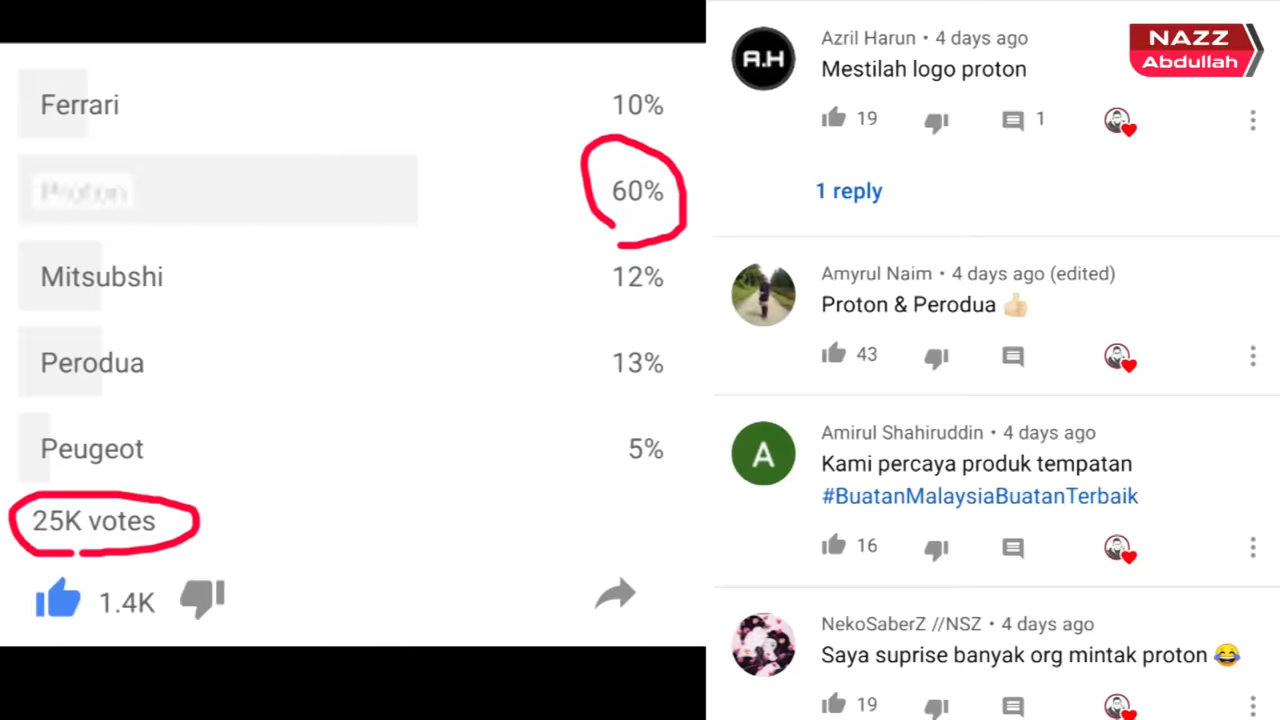 Ferrari 10%
Proton 60%
Mitsubshi 12%
Perodua 13%
Peugeot 5%
25K votes
1.4K
NAZZ
Abdullah
A.H
Azril Harun • 4 days ago
Mestilah logo proton
19 1
1 reply
Amyrul Naim • 4 days ago (edited)
Proton & Perodua 👍🏻
43
A
Amirul Shahiruddin • 4 days ago
Kami percaya produk tempatan
#BuatanMalaysiaBuatanTerbaik
16
NekoSaberZ //NSZ • 4 days ago
Saya suprise banyak org mintak proton 😂
19